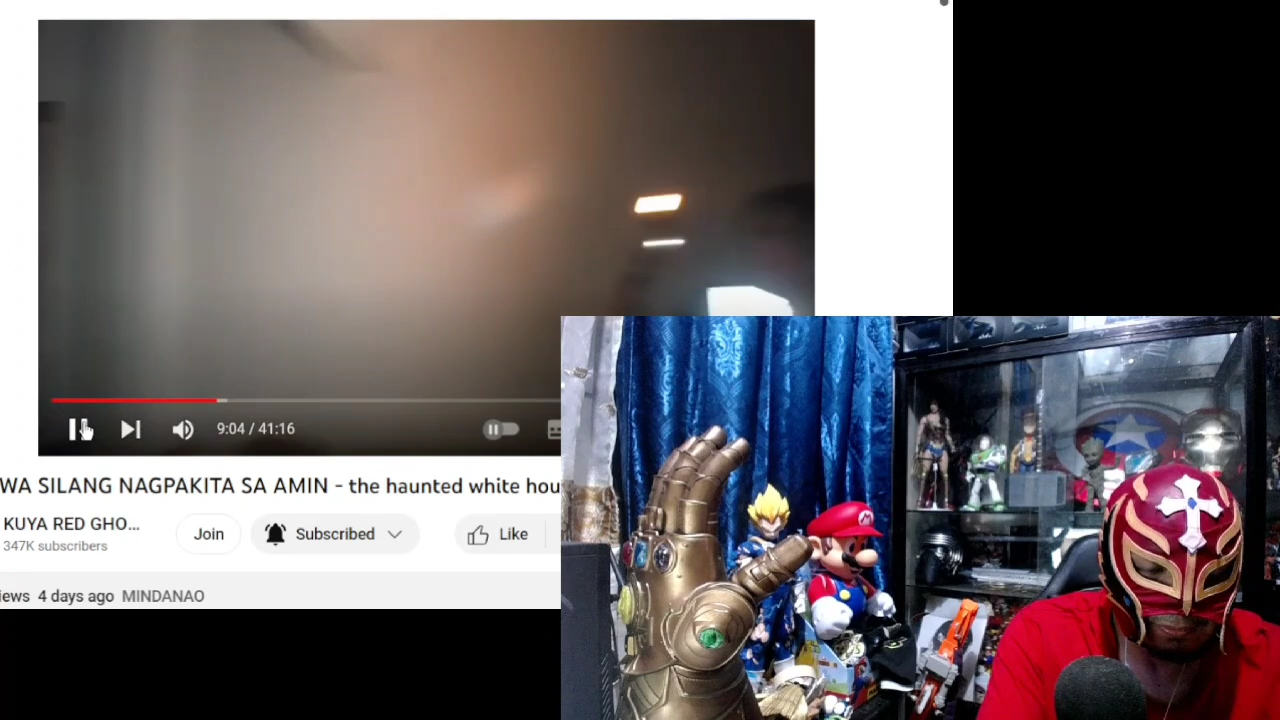 9:04 / 41:16
WA SILANG NAGPAKITA SA AMIN - the haunted white hou
KUYA RED GHO...
347K subscribers
Join
Subscribed
Like
iews 4 days ago MINDANAO